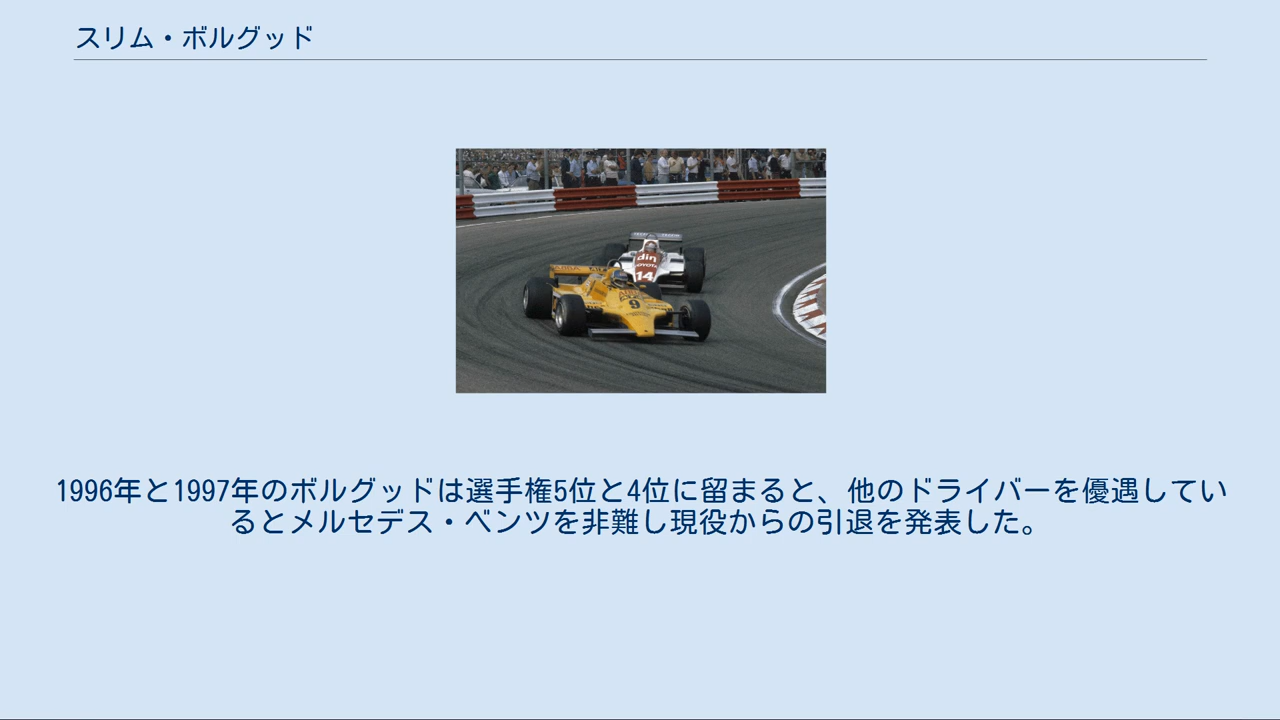 スリム・ボルグッド
din
TOYOTA
14
9
1996年と1997年のボルグッドは選手権5位と4位に留まると、他のドライバーを優遇してい
るとメルセデス・ベンツを非難し現役からの引退を発表した。